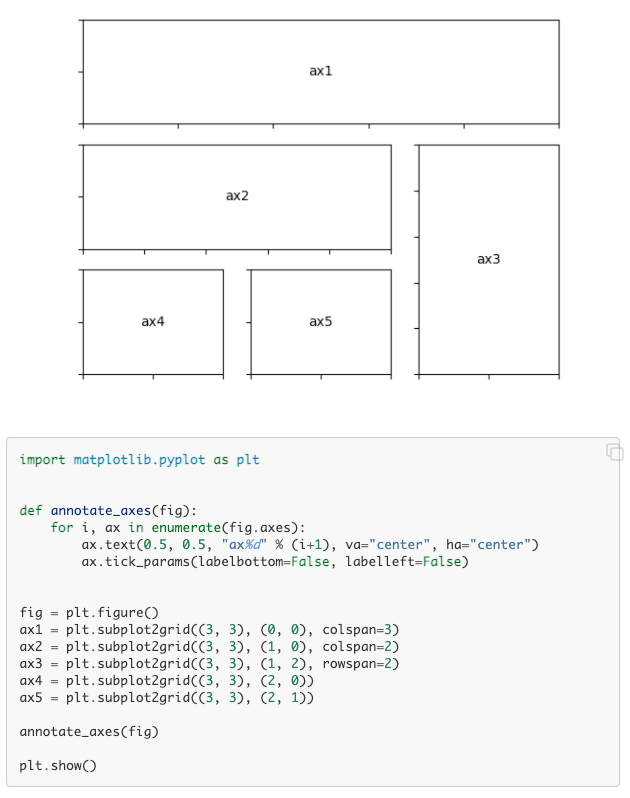 ax1
ax2
ax3
ax4
ax5
import matplotlib.pyplot as plt
def annotate_axes(fig):
    for i, ax in enumerate(fig.axes):
        ax.text(0.5, 0.5, "ax%d" % (i+1), va="center", ha="center")
        ax.tick_params(labelbottom=False, labelleft=False)
fig = plt.figure()
ax1 = plt.subplot2grid((3, 3), (0, 0), colspan=3)
ax2 = plt.subplot2grid((3, 3), (1, 0), colspan=2)
ax3 = plt.subplot2grid((3, 3), (1, 2), rowspan=2)
ax4 = plt.subplot2grid((3, 3), (2, 0))
ax5 = plt.subplot2grid((3, 3), (2, 1))
annotate_axes(fig)
plt.show()